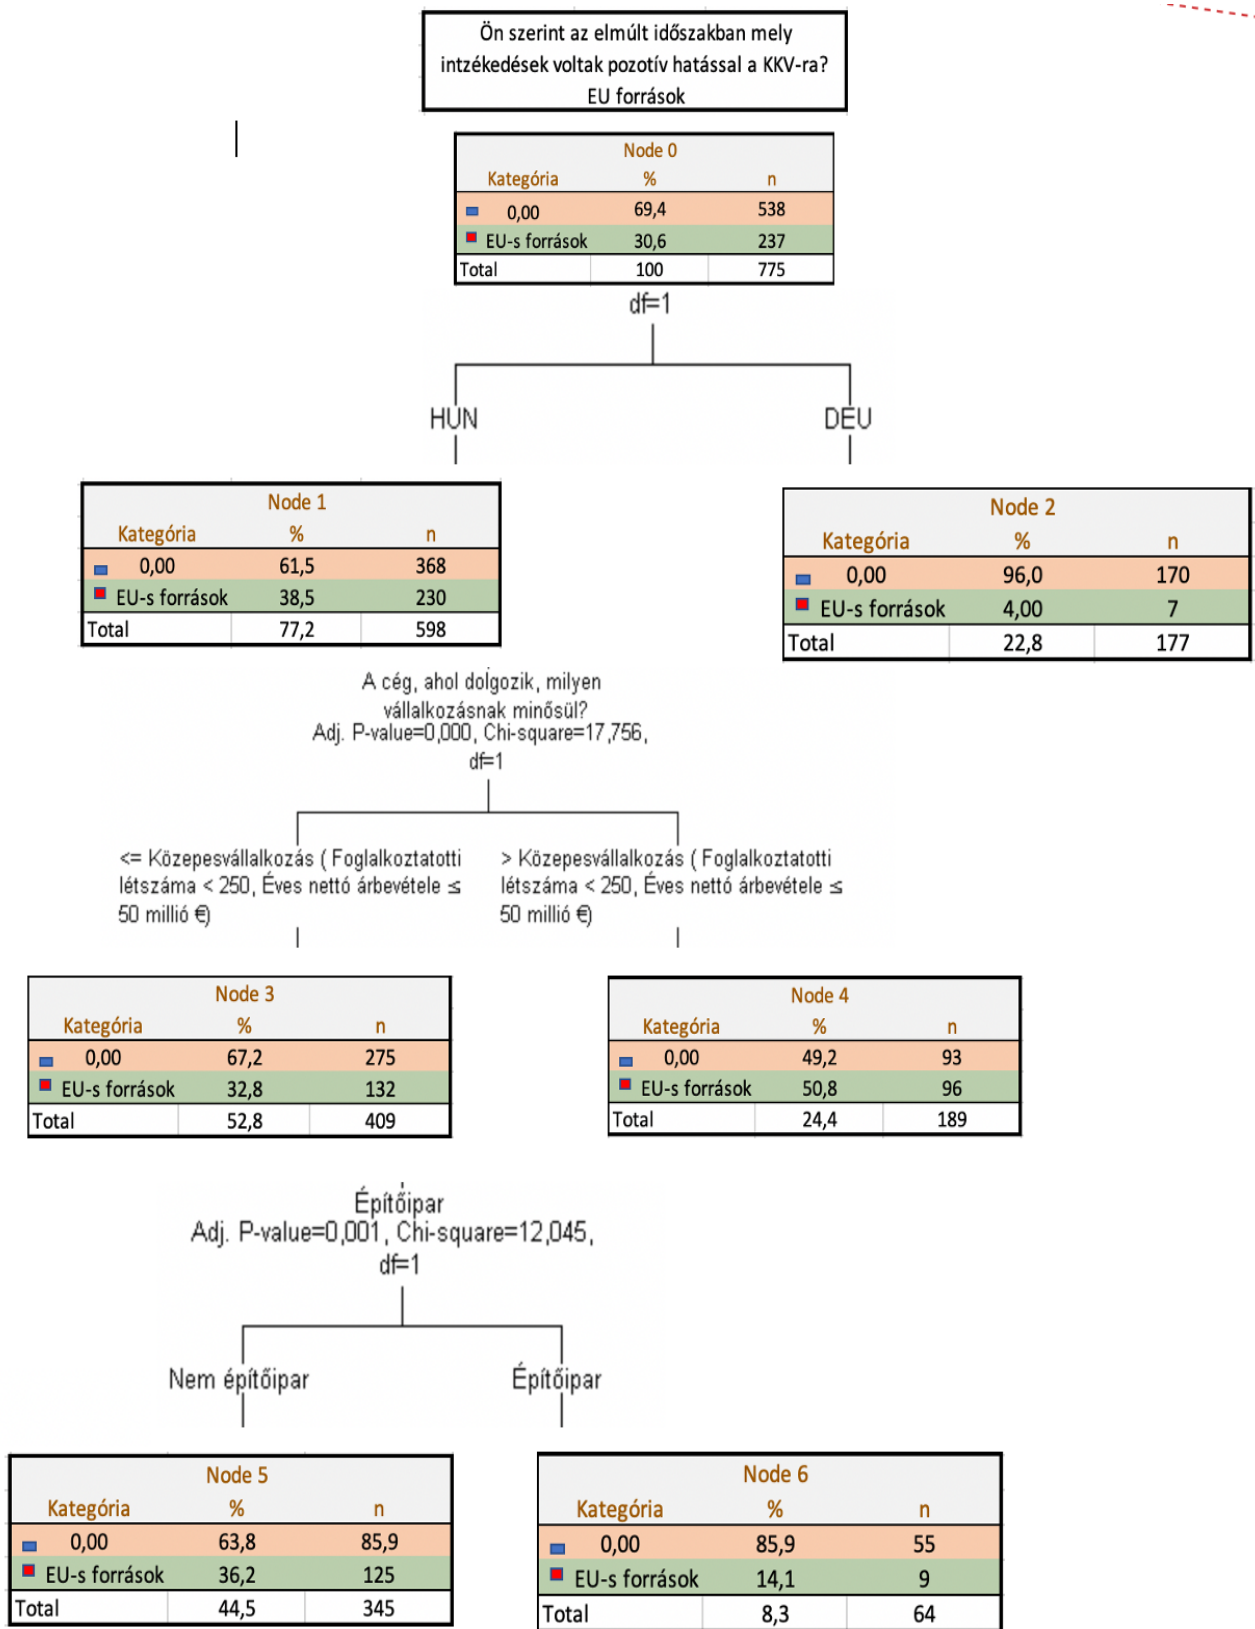 Ön szerint az elmúlt időszakban mely
intzékedések voltak pozotív hatással a KKV-ra?
EU források
Node 0
Kategória % n
0,00 69,4 538
EU-s források 30,6 237
Total 100 775
df=1
HUN DEU
Node 1
Kategória % n
0,00 61,5 368
EU-s források 38,5 230
Total 77,2 598
Node 2
Kategória % n
0,00 96,0 170
EU-s források 4,00 7
Total 22,8 177
A cég, ahol dolgozik, milyen
vállalkozásnak minősül?
Adj. P-value=0,000, Chi-square=17,756,
df=1
<= Középesvállalkozás ( Foglalkoztatotti
létszáma < 250, Éves nettó árbevétele ≤
50 millió €)
> Közepesvállalkozás ( Foglalkoztatotti
létszáma < 250, Éves nettó árbevétele ≤
50 millió €)
Node 3
Kategória % n
0,00 67,2 275
EU-s források 32,8 132
Total 52,8 409
Node 4
Kategória % n
0,00 49,2 93
EU-s források 50,8 96
Total 24,4 189
Építőipar
Adj. P-value=0,001, Chi-square=12,045,
df=1
Nem építőipar Építőipar
Node 5
Kategória % n
0,00 63,8 85,9
EU-s források 36,2 125
Total 44,5 345
Node 6
Kategória % n
0,00 85,9 55
EU-s források 14,1 9
Total 8,3 64